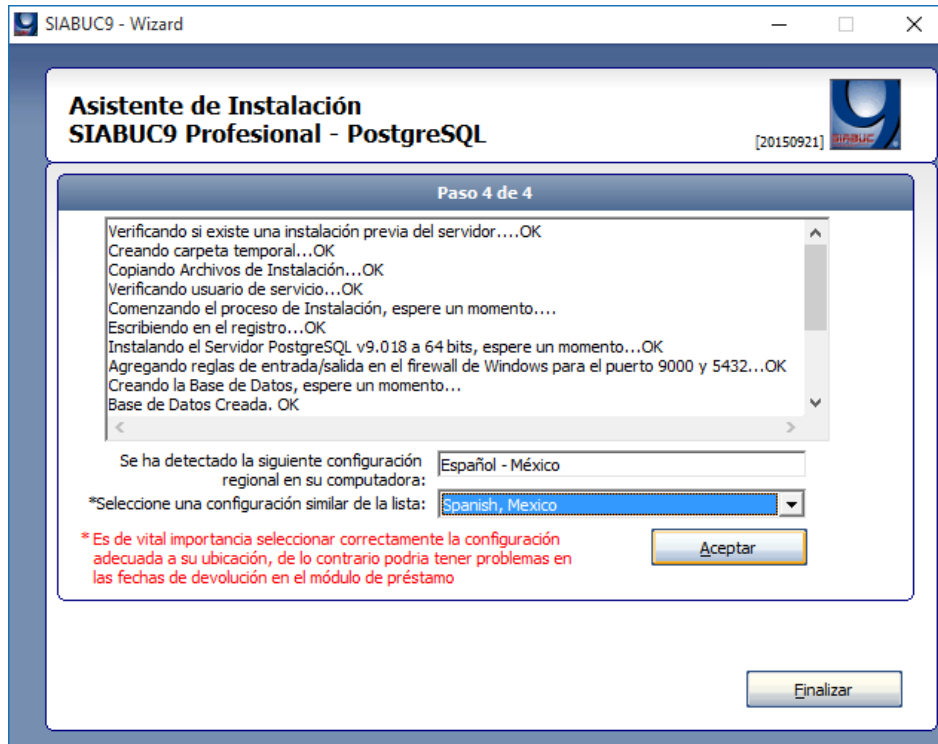 SIABUC9 - Wizard
Asistente de Instalación
SIABUC9 Profesional - PostgreSQL
[20150921]
SIABUC
Paso 4 de 4
Verificando si existe una instalación previa del servidor....OK
Creando carpeta temporal...OK
Copiando Archivos de Instalación...OK
Verificando usuario de servicio...OK
Comenzando el proceso de Instalación, espere un momento....
Escribiendo en el registro...OK
Instalando el Servidor PostgreSQL v9.018 a 64 bits, espere un momento...OK
Agregando reglas de entrada/salida en el firewall de Windows para el puerto 9000 y 5432...OK
Creando la Base de Datos, espere un momento...
Base de Datos Creada. OK
Se ha detectado la siguiente configuración
regional en su computadora:
Español - México
*Seleccione una configuración similar de la lista:
Spanish, Mexico
* Es de vital importancia seleccionar correctamente la configuración
adecuada a su ubicación, de lo contrario podria tener problemas en
las fechas de devolución en el módulo de préstamo
Aceptar
Finalizar